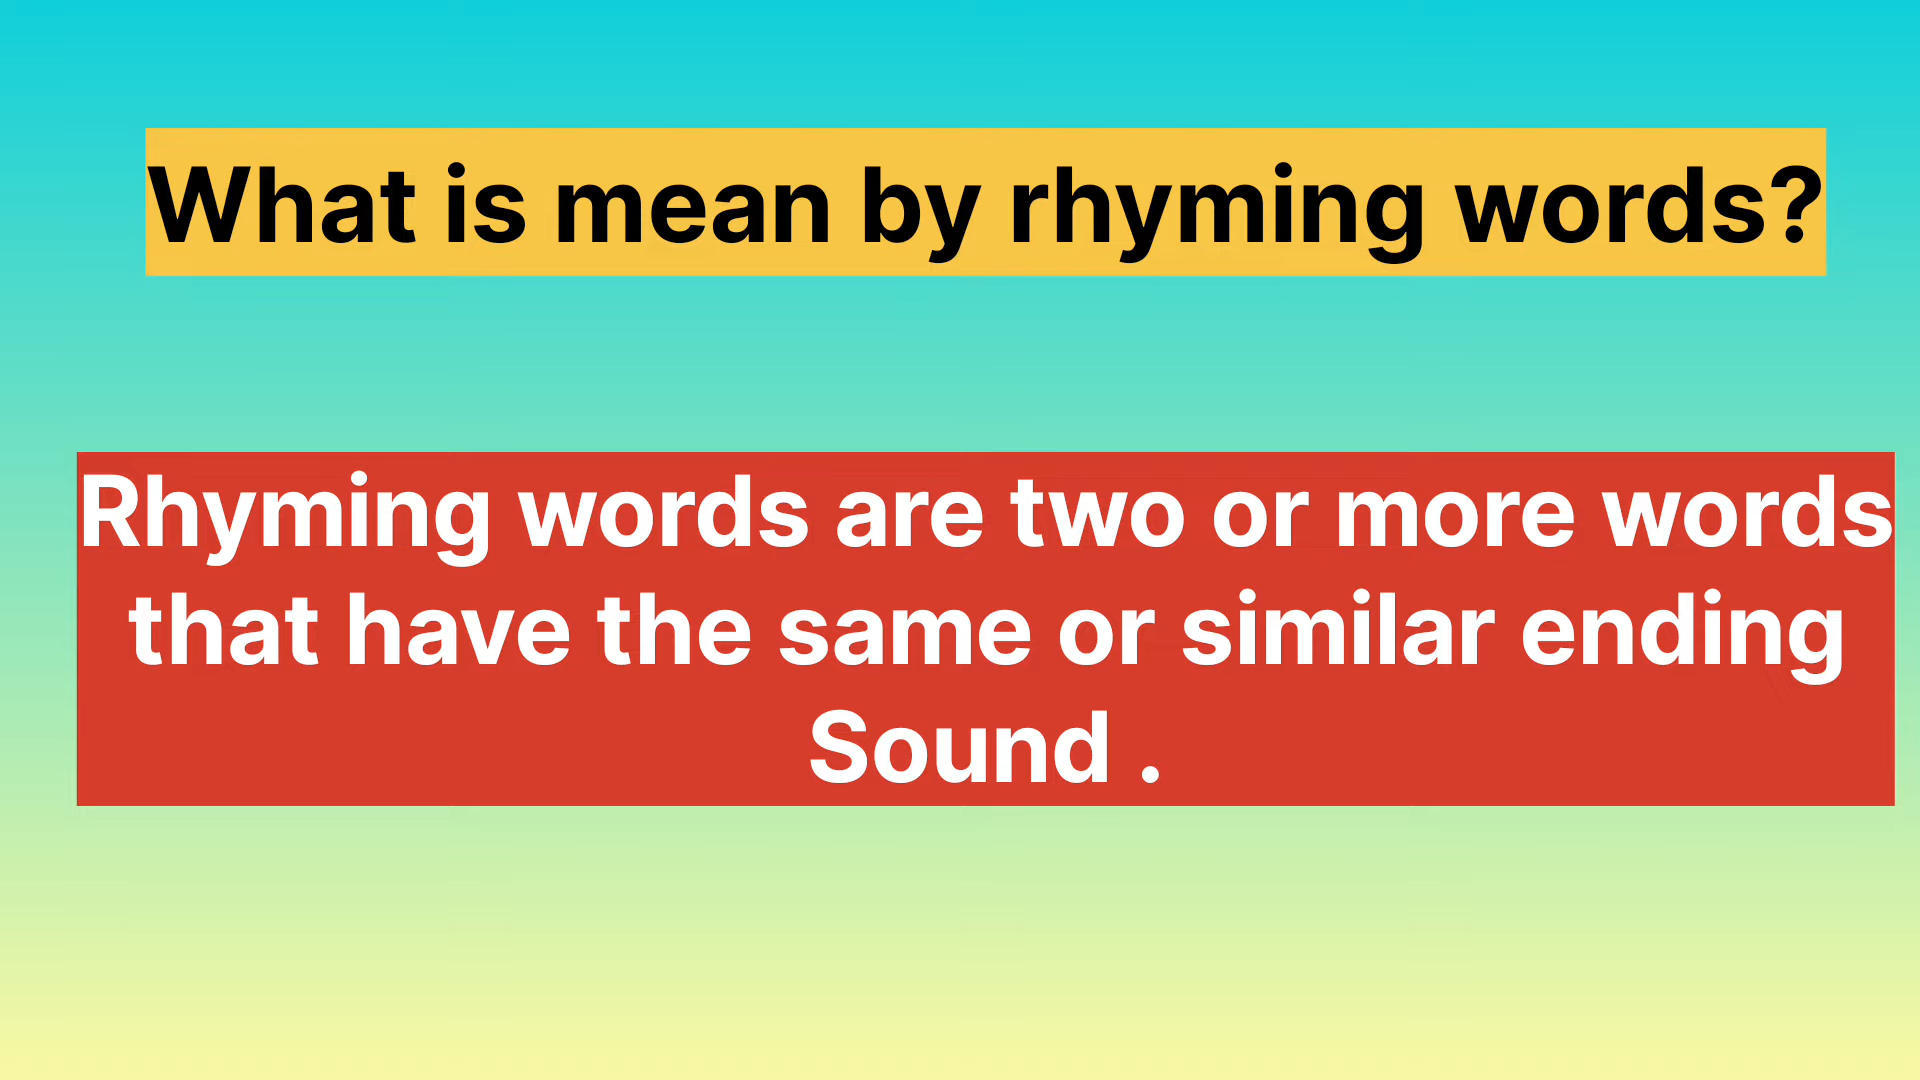 What is mean by rhyming words?
Rhyming words are two or more words
that have the same or similar ending
Sound .